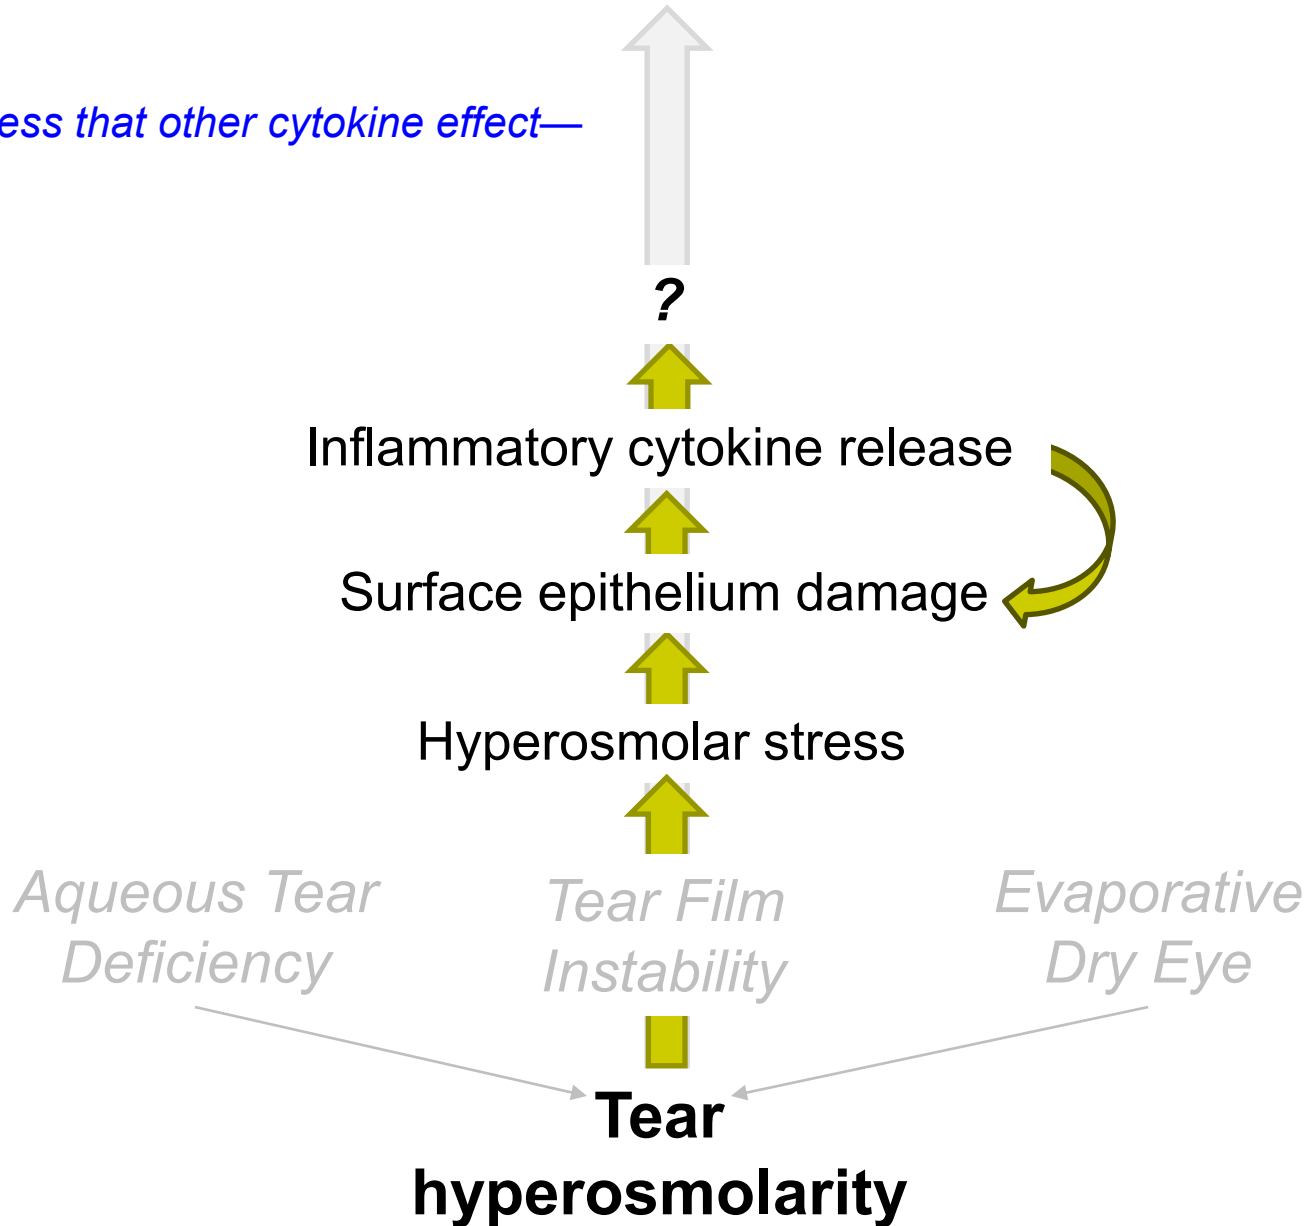 ess that other cytokine effect—
?
Inflammatory cytokine release
Surface epithelium damage
Hyperosmolar stress
Aqueous Tear
Deficiency
Tear Film
Instability
Evaporative
Dry Eye
Tear
hyperosmolarity